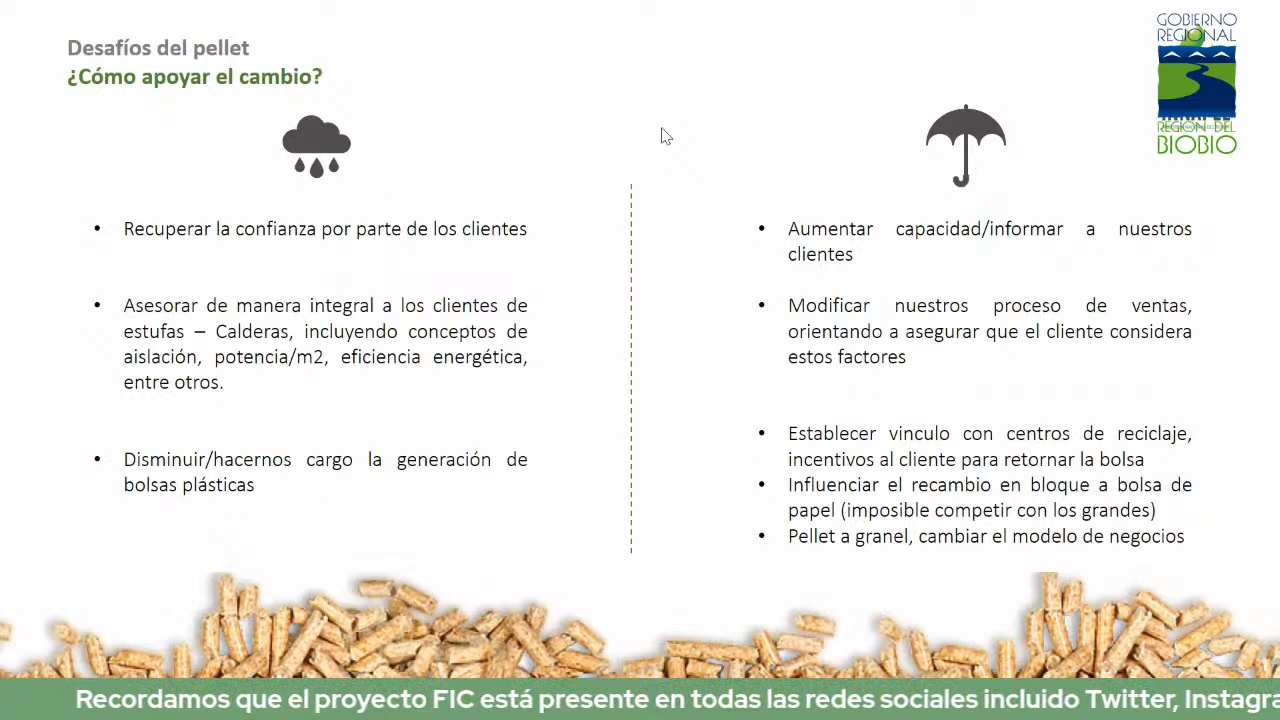 Desafíos del pellet
¿Cómo apoyar el cambio?
GOBIERNO
REGIONAL
REGIÓN DEL
BIOBIO
• Recuperar la confianza por parte de los clientes
• Asesorar de manera integral a los clientes de
estufas – Calderas, incluyendo conceptos de
aislación, potencia/m2, eficiencia energética,
entre otros.
• Disminuir/hacernos cargo la generación de
bolsas plásticas
• Aumentar capacidad/informar a nuestros
clientes
• Modificar nuestros proceso de ventas,
orientando a asegurar que el cliente considera
estos factores
• Establecer vinculo con centros de reciclaje,
incentivos al cliente para retornar la bolsa
• Influenciar el recambio en bloque a bolsa de
papel (imposible competir con los grandes)
• Pellet a granel, cambiar el modelo de negocios
Recordamos que el proyecto FIC está presente en todas las redes sociales incluido Twitter, Instagra